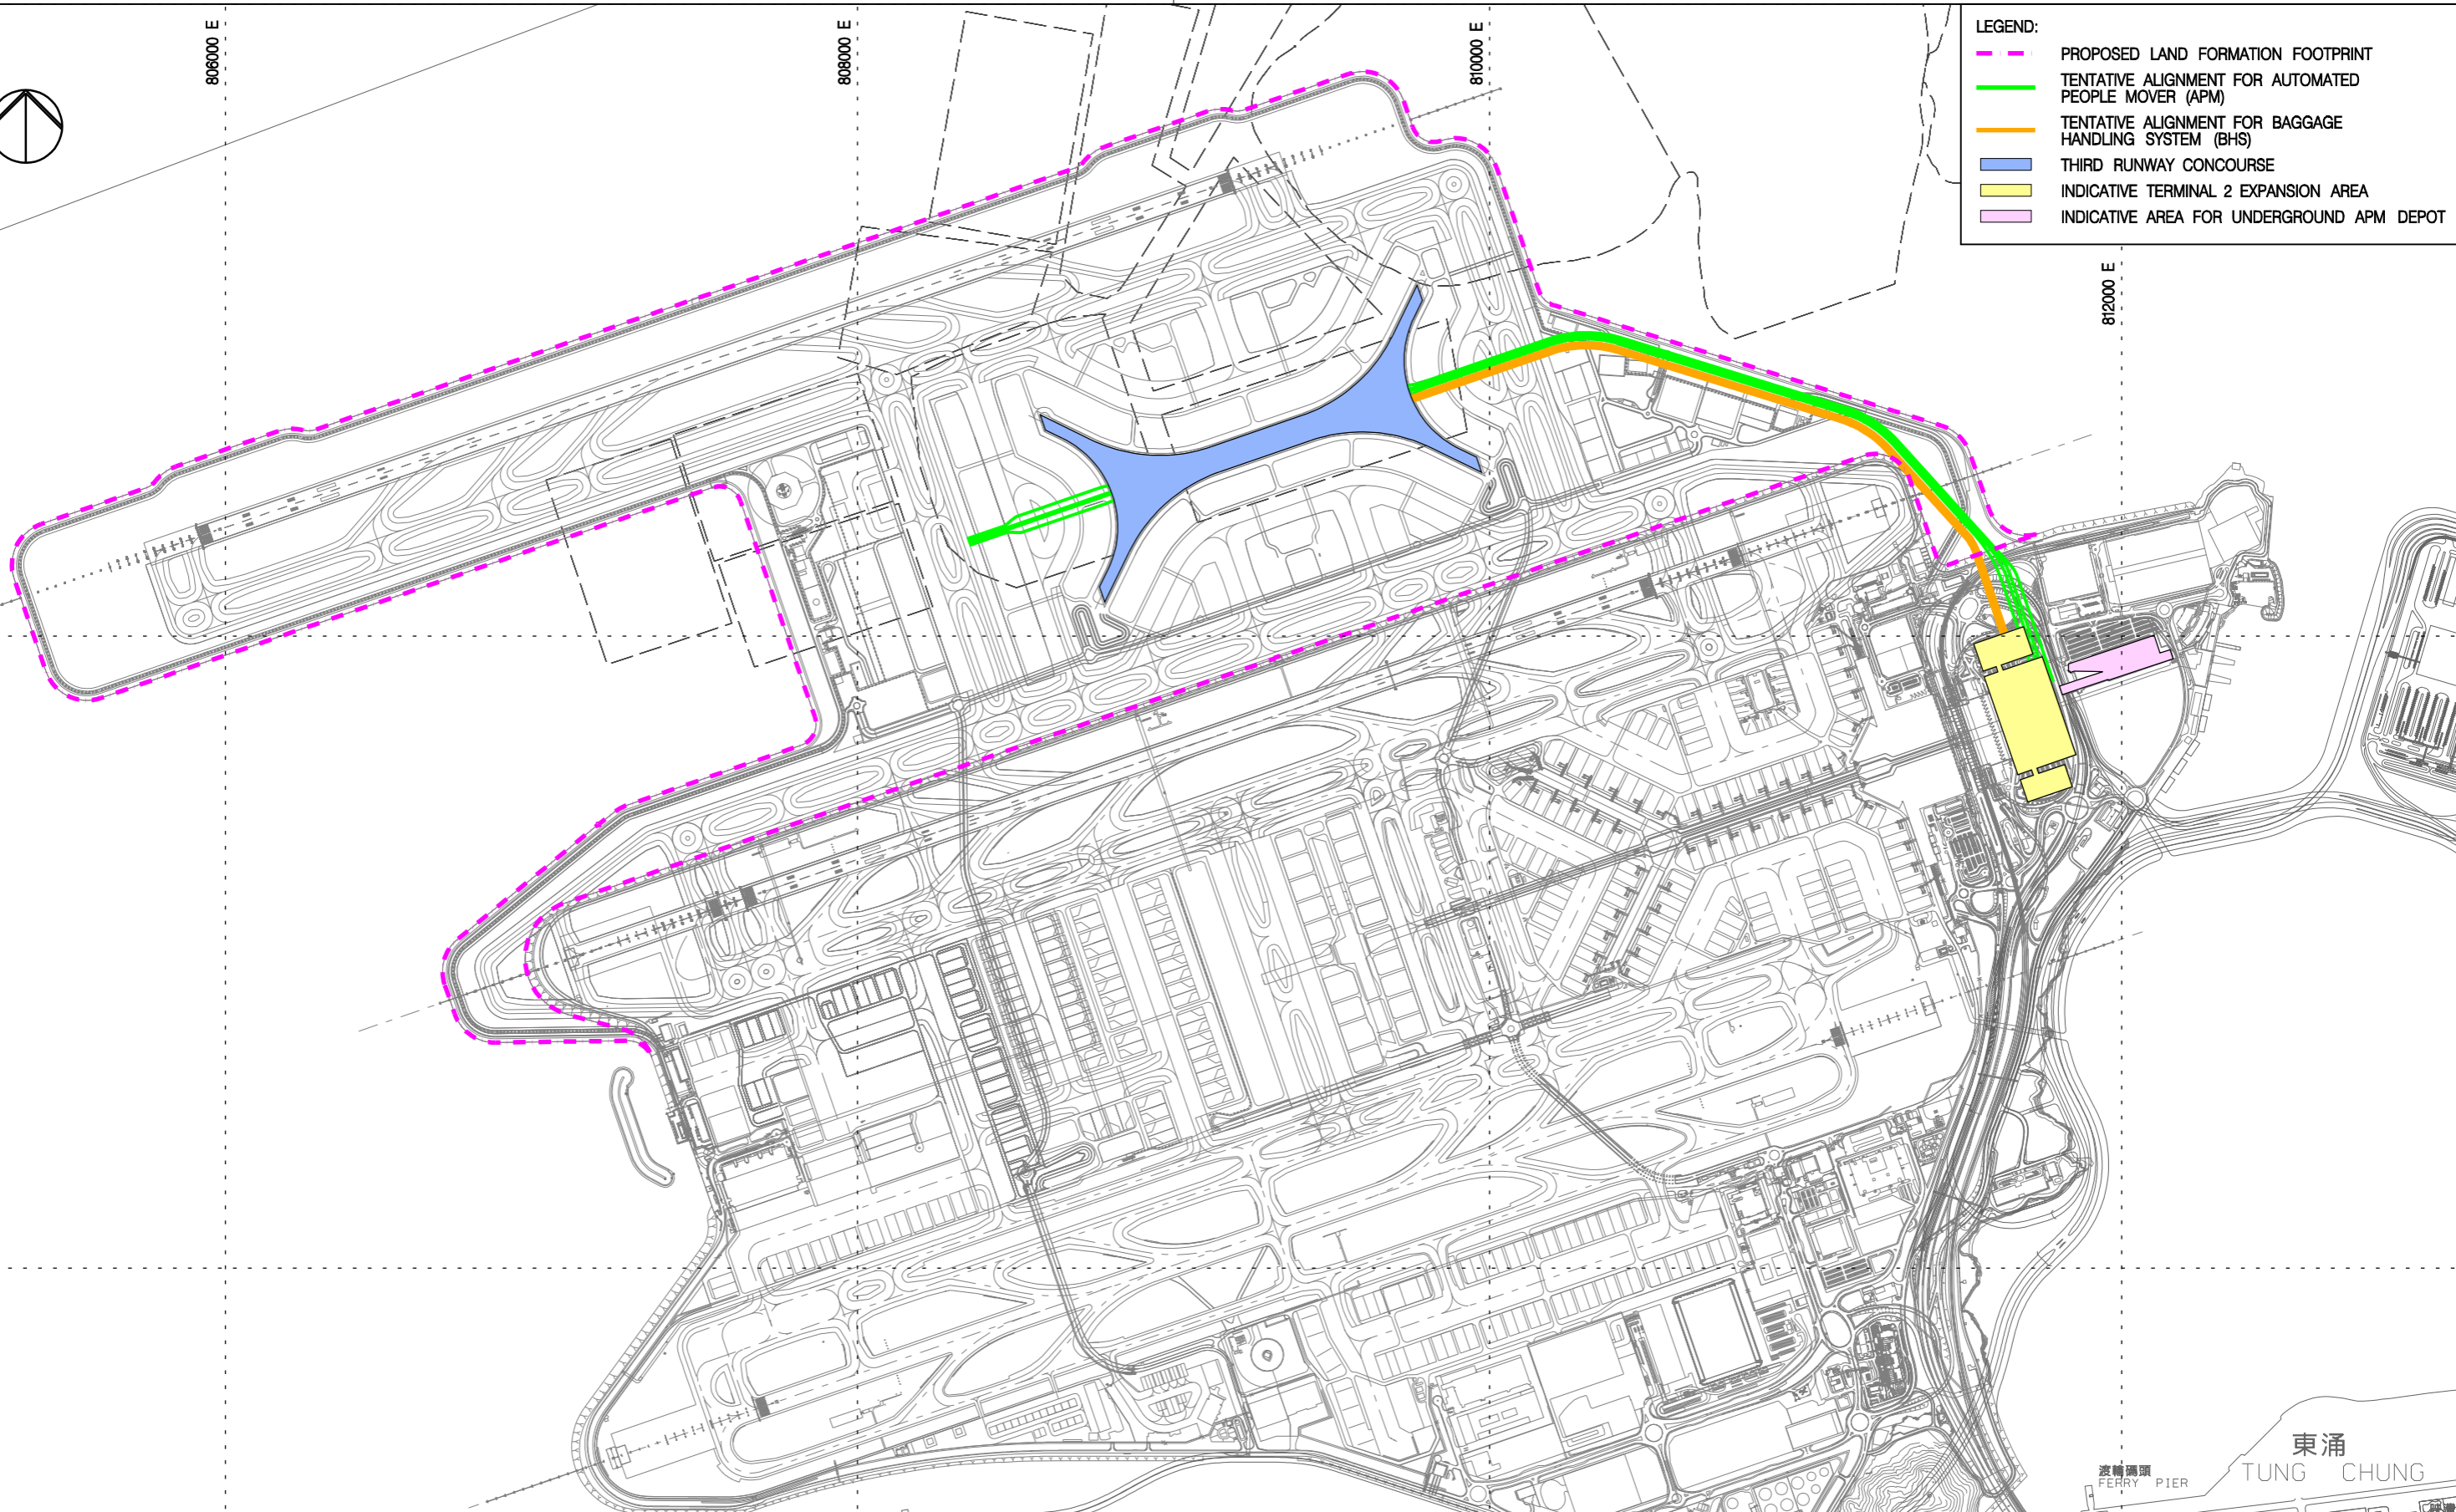 806000 E
808000 E
810000 E
812000 E
LEGEND:
PROPOSED LAND FORMATION FOOTPRINT
TENTATIVE ALIGNMENT FOR AUTOMATED
PEOPLE MOVER (APM)
TENTATIVE ALIGNMENT FOR BAGGAGE
HANDLING SYSTEM (BHS)
THIRD RUNWAY CONCOURSE
INDICATIVE TERMINAL 2 EXPANSION AREA
INDICATIVE AREA FOR UNDERGROUND APM DEPOT
東涌
TUNG CHUNG
渡輪碼頭
FERRY PIER